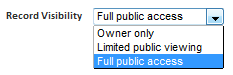 Record Visibility Full public access
Owner only
Limited public viewing
Full public access